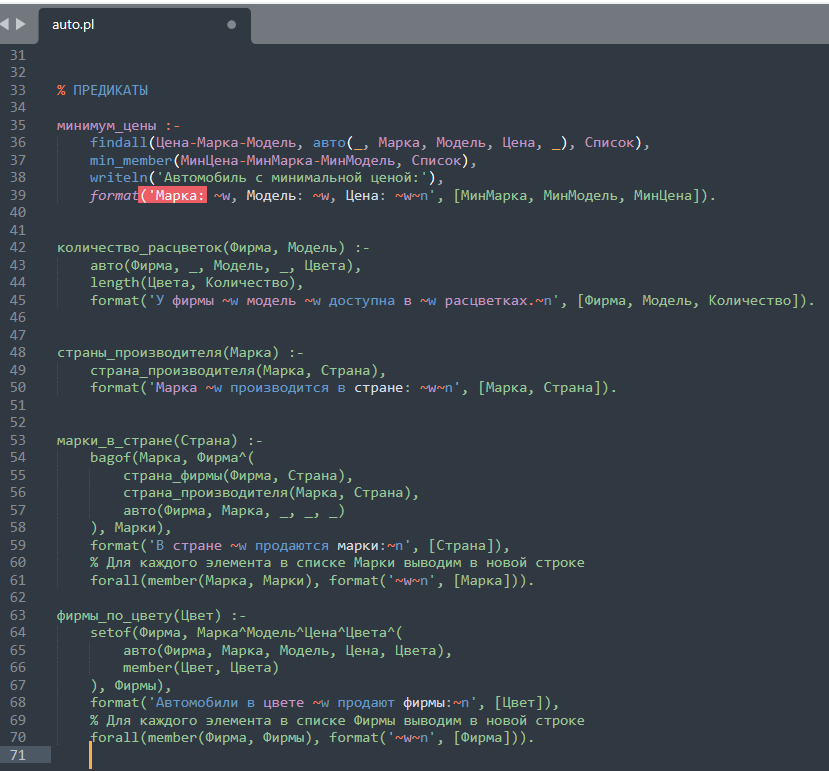 auto.pl
31
32
33 % ПРЕДИКАТЫ
34
35 минимум_цены :-
36 findall(Цена-Марка-Модель, авто(_, Марка, Модель, Цена, _), Список),
37 min_member(МинЦена-МинМарка-МинМодель, Список),
38 writeln('Автомобиль с минимальной ценой:'),
39 format('Марка: ~w, Модель: ~w, Цена: ~w~n', [МинМарка, МинМодель, МинЦена]).
40
41
42 количество_расцветок(Фирма, Модель) :-
43 авто(Фирма, _, Модель, _, Цвета),
44 length(Цвета, Количество),
45 format('У фирмы ~w модель ~w доступна в ~w расцветках.~n', [Фирма, Модель, Количество]).
46
47
48 страны_производителя(Марка) :-
49 страна_производителя(Марка, Страна),
50 format('Марка ~w производится в стране: ~w~n', [Марка, Страна]).
51
52
53 марки_в_стране(Страна) :-
54 bagof(Марка, Фирма^(
55 страна_фирмы(Фирма, Страна),
56 страна_производителя(Марка, Страна),
57 авто(Фирма, Марка, _, _, _)
58 ), Марки),
59 format('В стране ~w продаются марки:~n', [Страна]),
60 % Для каждого элемента в списке Марки выводим в новой строке
61 forall(member(Марка, Марки), format('~w~n', [Марка])).
62
63 фирмы_по_цвету(Цвет) :-
64 setof(Фирма, Марка^Модель^Цена^Цвета^(
65 авто(Фирма, Марка, Модель, Цена, Цвета),
66 member(Цвет, Цвета)
67 ), Фирмы),
68 format('Автомобили в цвете ~w продают фирмы:~n', [Цвет]),
69 % Для каждого элемента в списке Фирмы выводим в новой строке
70 forall(member(Фирма, Фирмы), format('~w~n', [Фирма])).
71